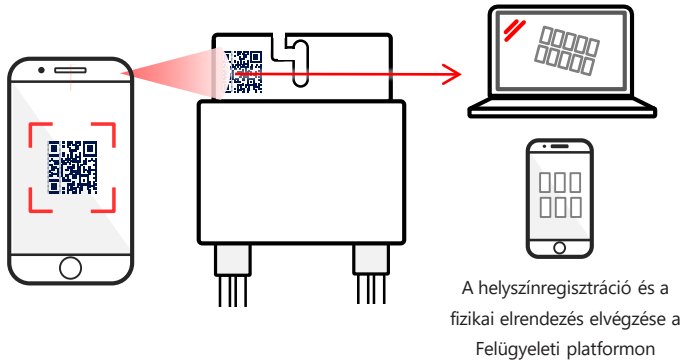 A helyszínregisztráció és a
fizikai elrendezés elvégzése a
Felügyeleti platformon